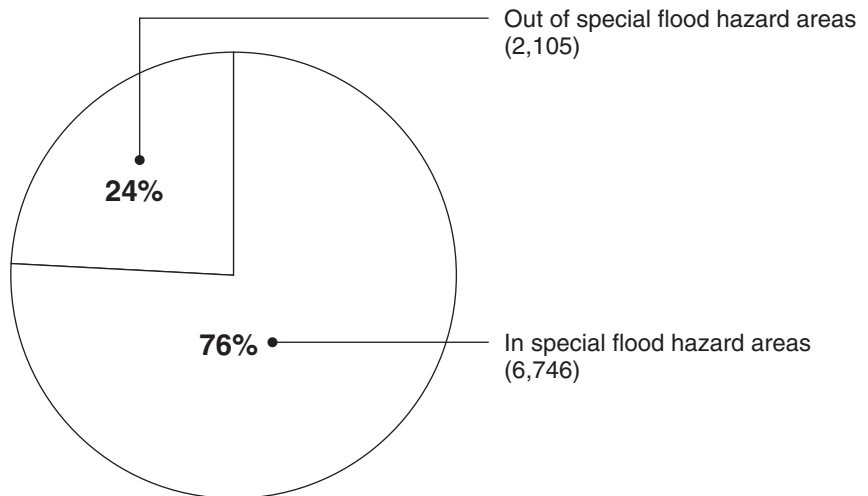 Out of special flood hazard areas
(2,105)
24%
76%
In special flood hazard areas
(6,746)